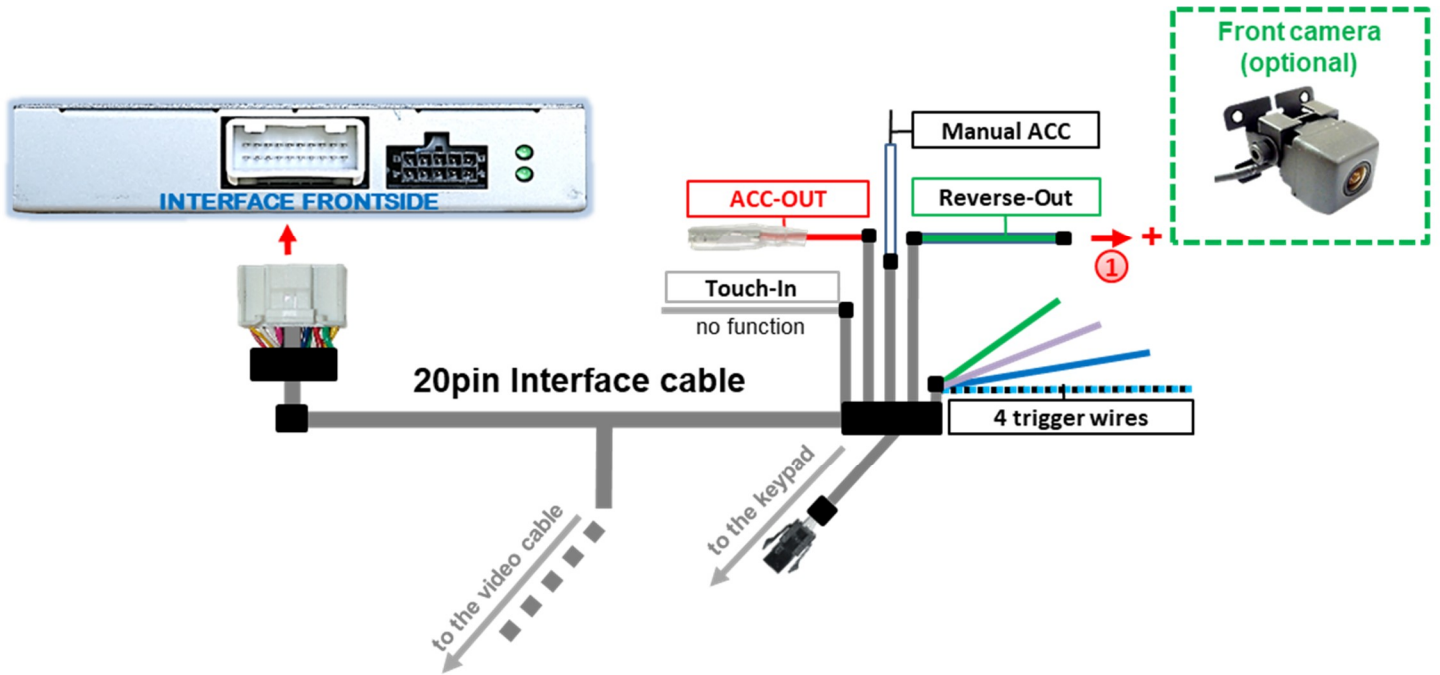 Front camera
(optional)
Manual ACC
ACC-OUT
Reverse-Out
INTERFACE FRONTSIDE
+
1
Touch-In
no function
20pin Interface cable
4 trigger wires
to the keypad
to the video cable